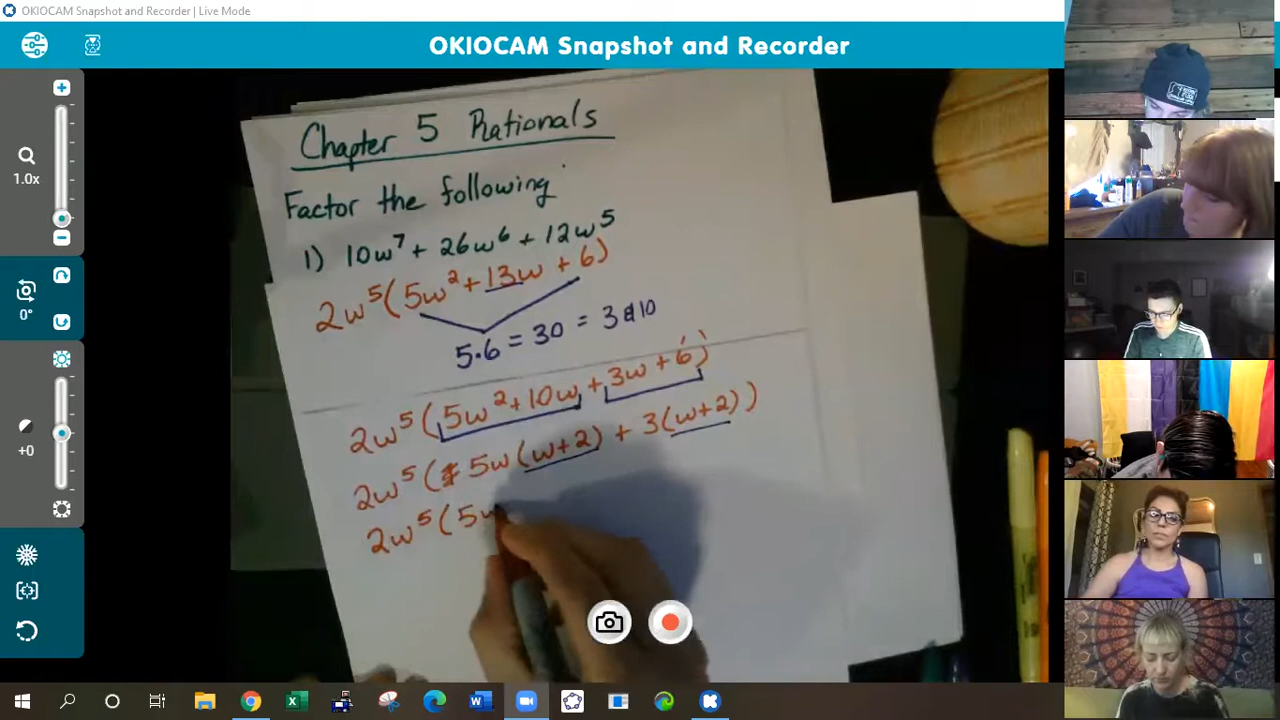 OKIOCAM Snapshot and Recorder | Live Mode
OKIOCAM Snapshot and Recorder
1.0x
0°
+0
Chapter 5 Rationals
Factor the following
1) 10w⁷ + 26w⁶ + 12w⁵
2w⁵(5w² + 13w + 6)
5·6 = 30 = 3 & 10
2w⁵(5w² + 10w + 3w + 6)
2w⁵( 5w(w+2) + 3(w+2))
2w⁵(5w